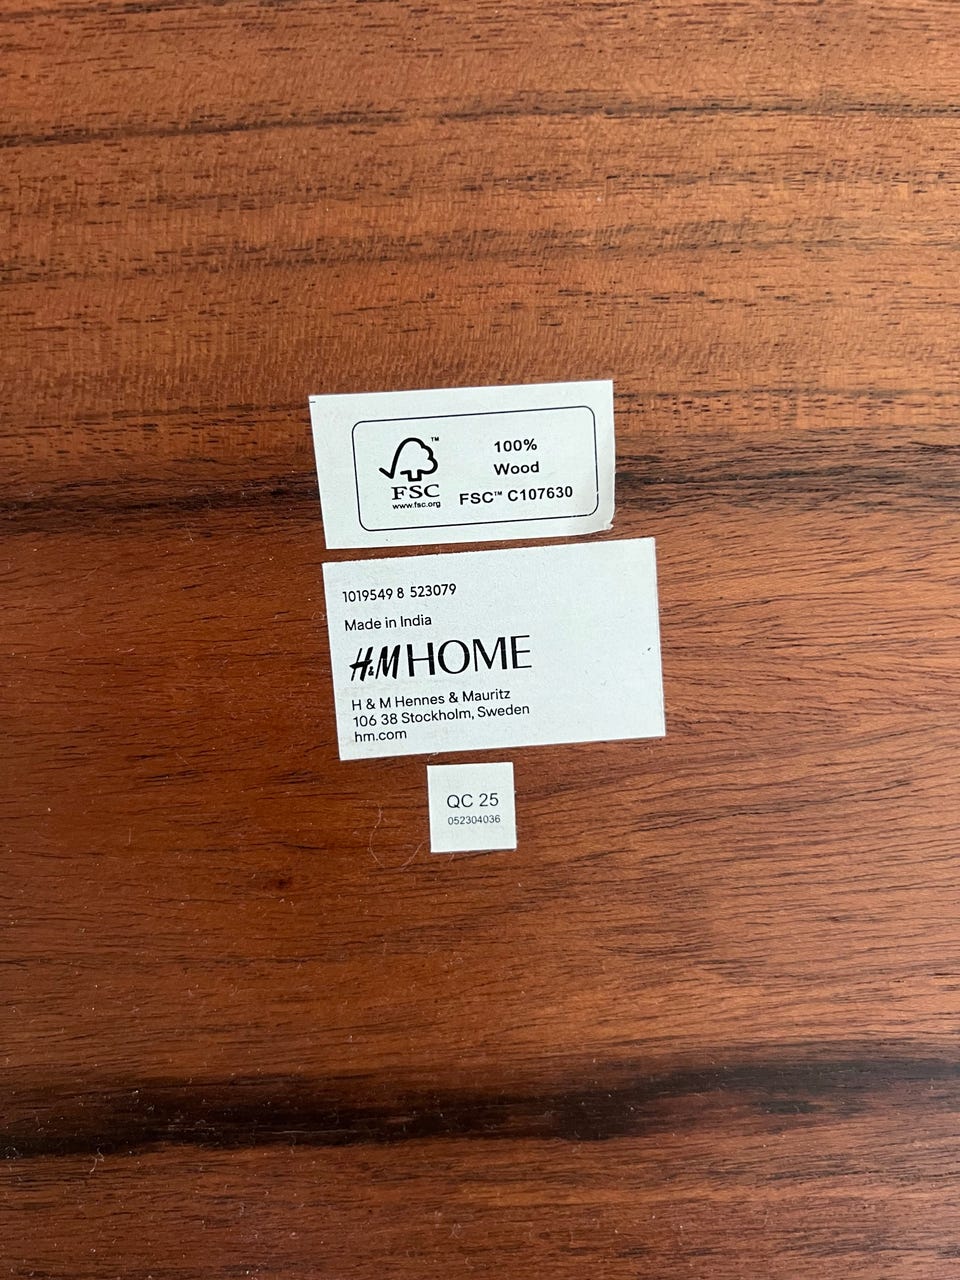 FSC™
www.fsc.org
100%
Wood
FSC™ C107630
1019549 8 523079
Made in India
H&M HOME
H & M Hennes & Mauritz
106 38 Stockholm, Sweden
hm.com
QC 25
052304036